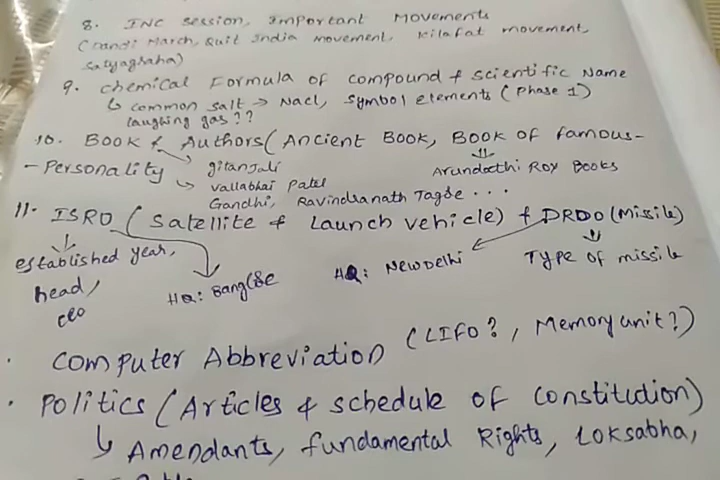 8. INC session, Important Movements
(Dandi March, Quit India movement, Kilafat movement,
Satyagraha)
9. Chemical Formula of compound & scientific Name
↳ common salt → Nacl, symbol elements (Phase 1)
laughing gas??
10. BOOK & Authors (Ancient Book, BOOK of famous-
- Personality
gitanjali
Arundathi Roy Books
vallabhai Patel
Gandhi, Ravindranath Tagore ...
11. ISRO (Satellite & Launch vehicle) & DRDO (Missile)
established year,
head,
ceo
HQ: Banglore
HQ: New Delhi
Type of missile
· Computer Abbreviation (LIFO?, Memory unit?)
· Politics (Articles & schedule of constitution)
↳ Amendants, fundamental Rights, Loksabha,